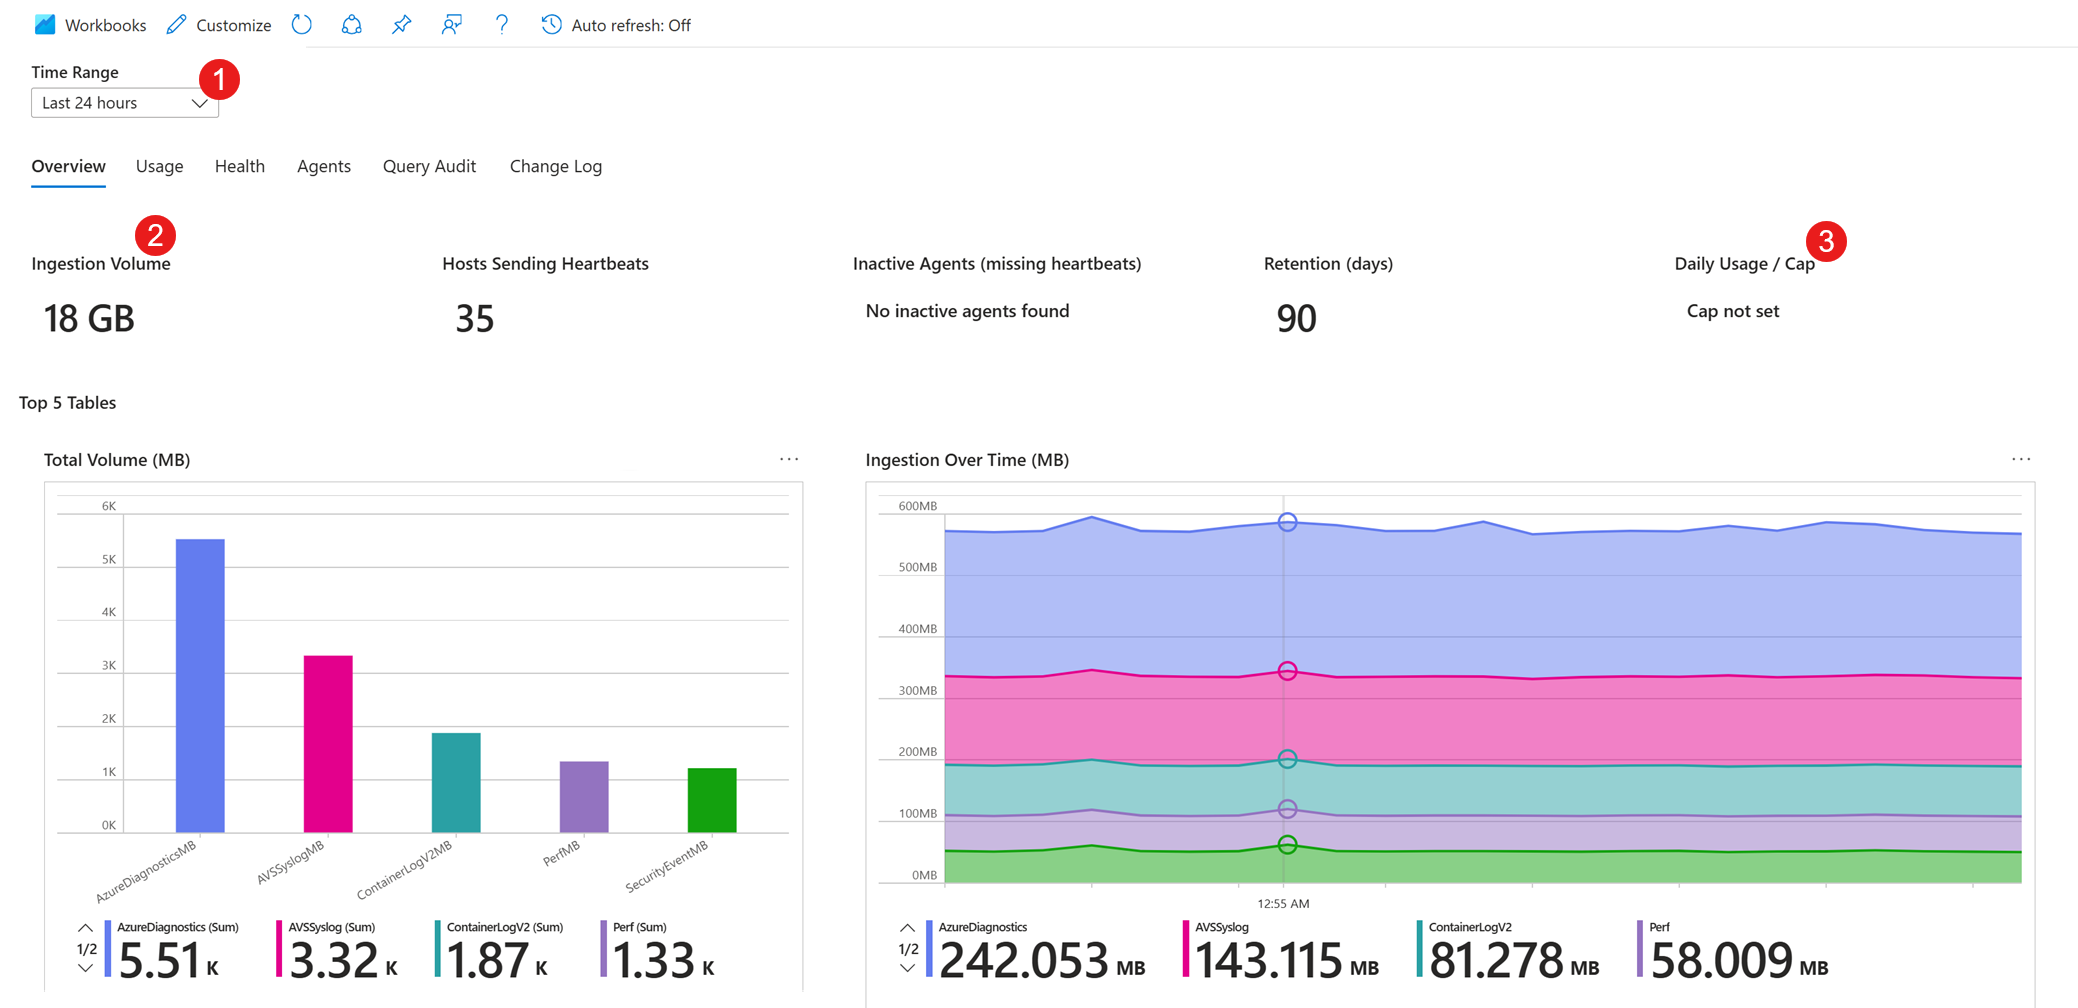 Workbooks Customize ? Auto refresh: Off
Time Range
1
Last 24 hours
Overview Usage Health Agents Query Audit Change Log
2
3
Ingestion Volume Hosts Sending Heartbeats Inactive Agents (missing heartbeats) Retention (days) Daily Usage / Cap
18 GB 35 No inactive agents found 90 Cap not set
Top 5 Tables
Total Volume (MB)
...
6K
5K
4K
3K
2K
1K
0K
AzureDiagnosticsMB AVSSyslogMB ContainerLogV2MB PerfMB SecurityEventMB
1/2
AzureDiagnostics (Sum) AVSSyslog (Sum) ContainerLogV2 (Sum) Perf (Sum)
5.51 K 3.32 K 1.87 K 1.33 K
Ingestion Over Time (MB)
...
600MB
500MB
400MB
300MB
200MB
100MB
0MB
12:55 AM
1/2
AzureDiagnostics AVSSyslog ContainerLogV2 Perf
242.053 MB 143.115 MB 81.278 MB 58.009 MB